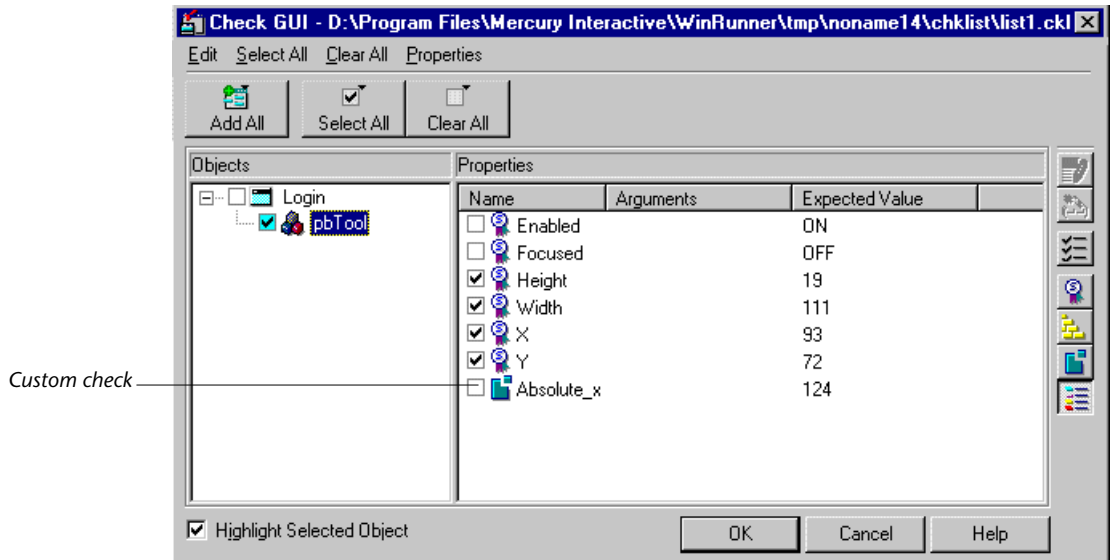 Check GUI - D:\Program Files\Mercury Interactive\WinRunner\tmp\noname14\chklist\list1.ckl
Edit Select All Clear All Properties
Add All Select All Clear All
Objects
Login
pbTool
Properties
Name Arguments Expected Value
Enabled ON
Focused OFF
Height 19
Width 111
X 93
Y 72
Custom check
Absolute_x 124
Highlight Selected Object
OK Cancel Help